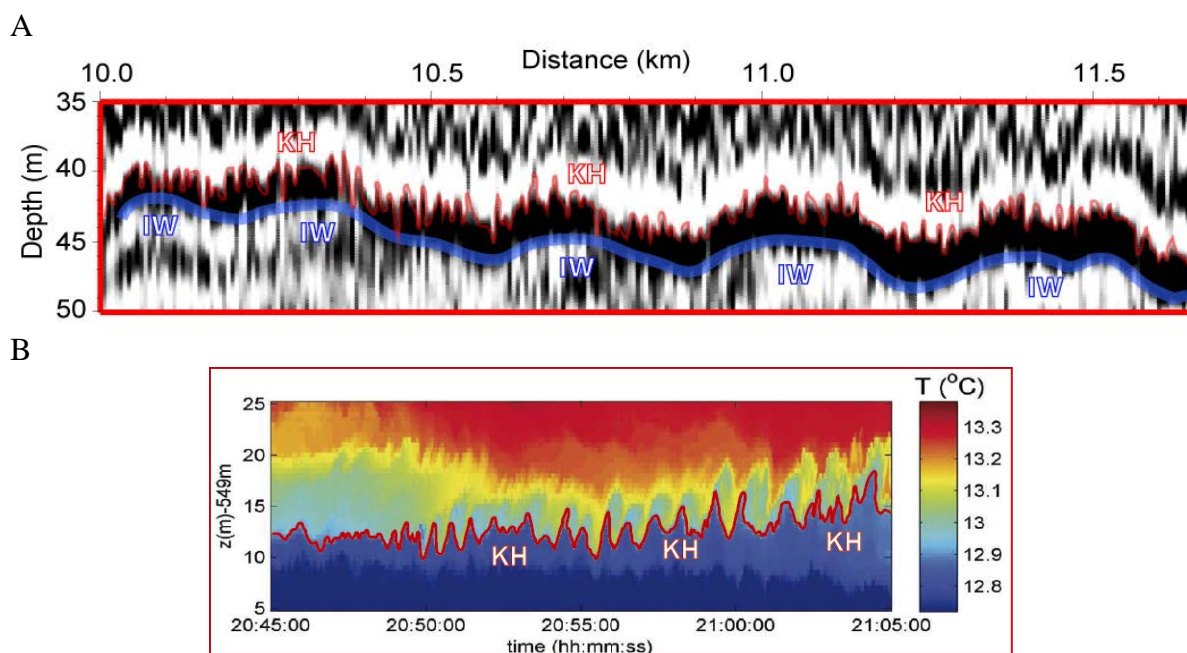 A
Distance (km)
10.0 10.5 11.0 11.5
35
40
45
50
Depth (m)
KH KH KH
IW IW IW IW IW
B
T (°C)
25
20
15
10
5
z(m)-549m
KH KH KH
13.3
13.2
13.1
13
12.9
12.8
20:45:00 20:50:00 20:55:00 21:00:00 21:05:00
time (hh:mm:ss)